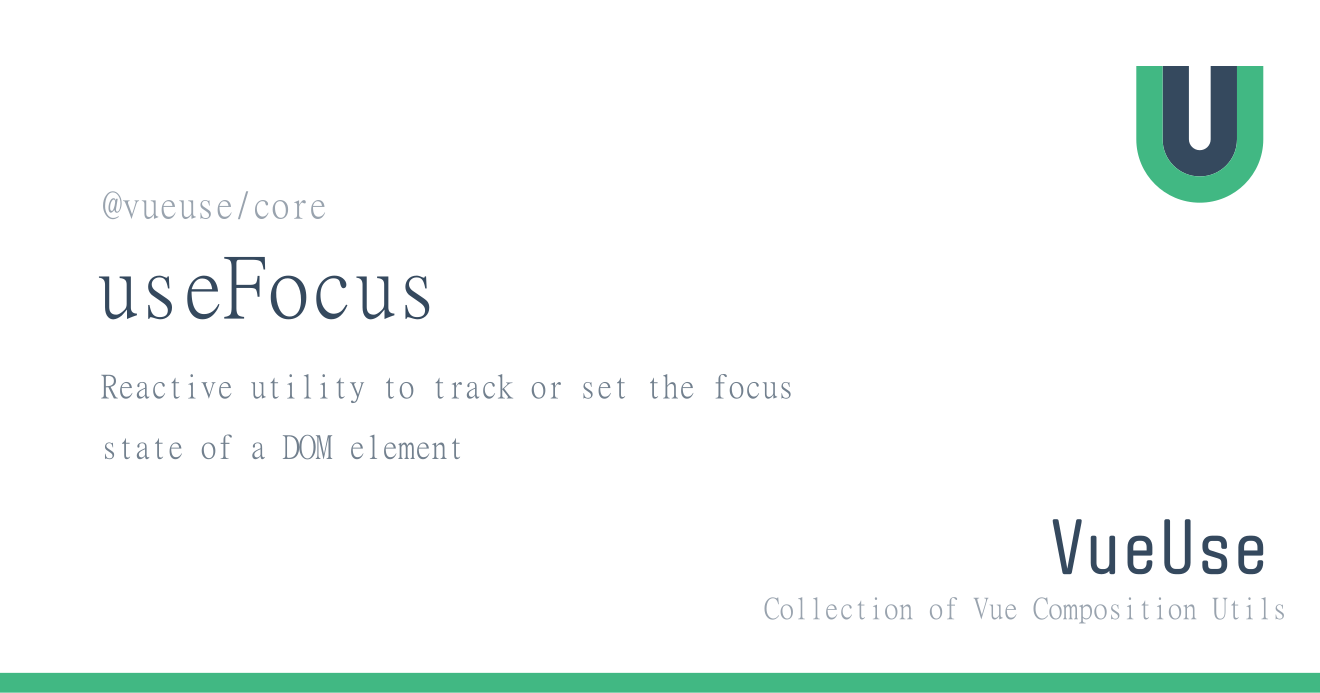 @vueuse/core
useFocus
Reactive utility to track or set the focus
state of a DOM element
VueUse
Collection of Vue Composition Utils